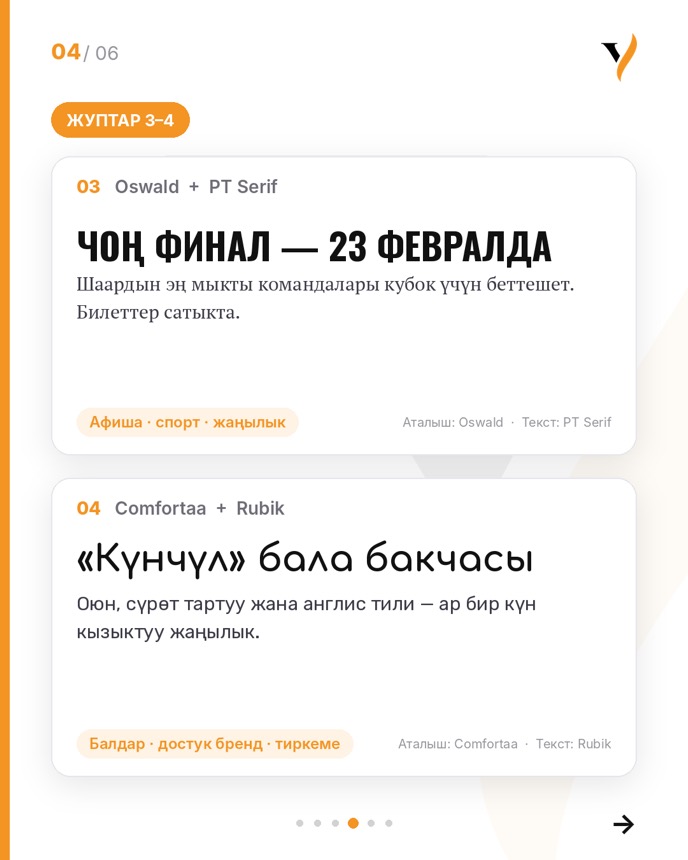 04 / 06
ЖУПТАР 3–4
03 Oswald + PT Serif
ЧОҢ ФИНАЛ — 23 ФЕВРАЛДА
Шаардын эң мыкты командалары кубок үчүн беттешет.
Билеттер сатыкта.
Афиша · спорт · жаңылык
Аталыш: Oswald · Текст: PT Serif
04 Comfortaa + Rubik
«Күнчүл» бала бакчасы
Оюн, сүрөт тартуу жана англис тили — ар бир күн
кызыктуу жаңылык.
Балдар · достук бренд · тиркеме
Аталыш: Comfortaa · Текст: Rubik